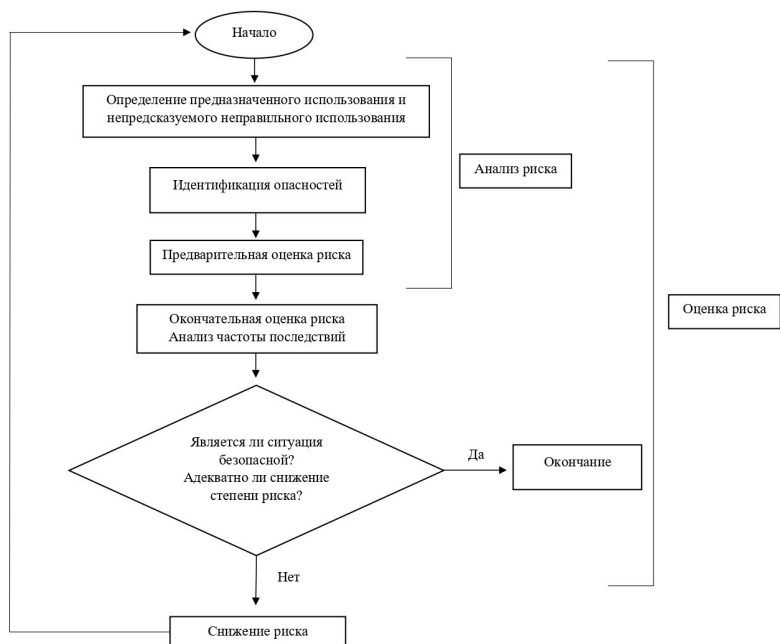 Начало
Определение предназначенного использования и
непредсказуемого неправильного использования
Идентификация опасностей
Анализ риска
Предварительная оценка риска
Окончательная оценка риска
Анализ частоты последствий
Оценка риска
Является ли ситуация
безопасной?
Адекватно ли снижение
степени риска?
Да
Окончание
Нет
Снижение риска